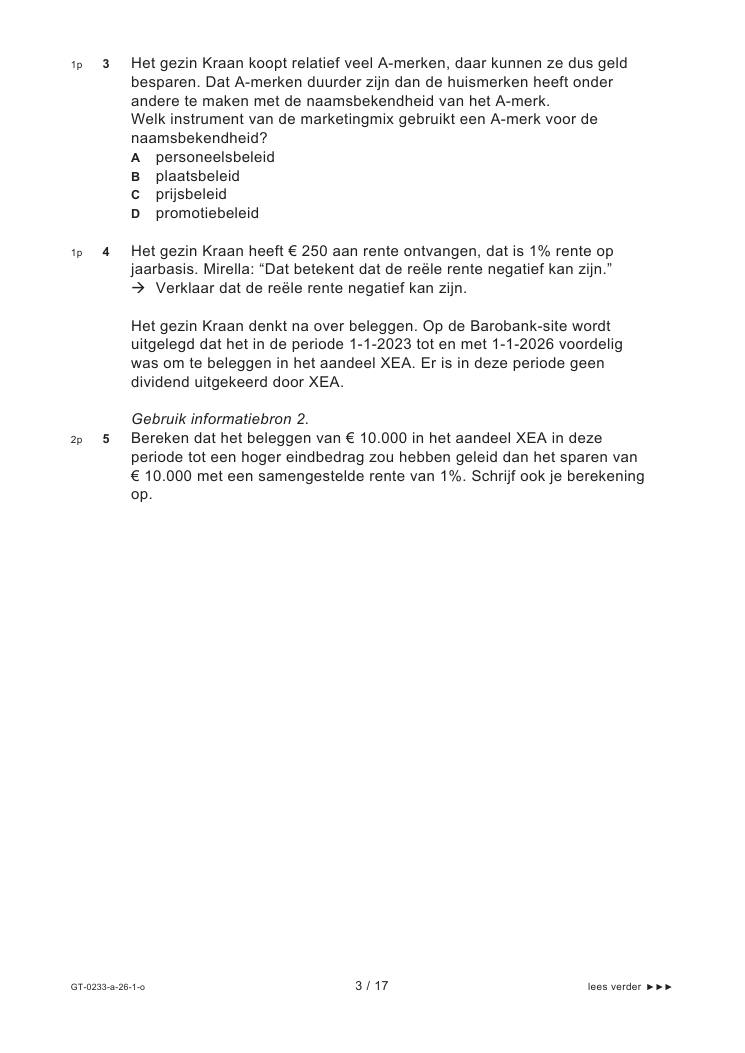 1p 3 Het gezin Kraan koopt relatief veel A-merken, daar kunnen ze dus geld
besparen. Dat A-merken duurder zijn dan de huismerken heeft onder
andere te maken met de naamsbekendheid van het A-merk.
Welk instrument van de marketingmix gebruikt een A-merk voor de
naamsbekendheid?
A personeelsbeleid
B plaatsbeleid
C prijsbeleid
D promotiebeleid
1p 4 Het gezin Kraan heeft € 250 aan rente ontvangen, dat is 1% rente op
jaarbasis. Mirella: “Dat betekent dat de reële rente negatief kan zijn.”
→ Verklaar dat de reële rente negatief kan zijn.
Het gezin Kraan denkt na over beleggen. Op de Barobank-site wordt
uitgelegd dat het in de periode 1-1-2023 tot en met 1-1-2026 voordelig
was om te beleggen in het aandeel XEA. Er is in deze periode geen
dividend uitgekeerd door XEA.
Gebruik informatiebron 2.
2p 5 Bereken dat het beleggen van € 10.000 in het aandeel XEA in deze
periode tot een hoger eindbedrag zou hebben geleid dan het sparen van
€ 10.000 met een samengestelde rente van 1%. Schrijf ook je berekening
op.
GT-0233-a-26-1-o 3 / 17 lees verder ►►►